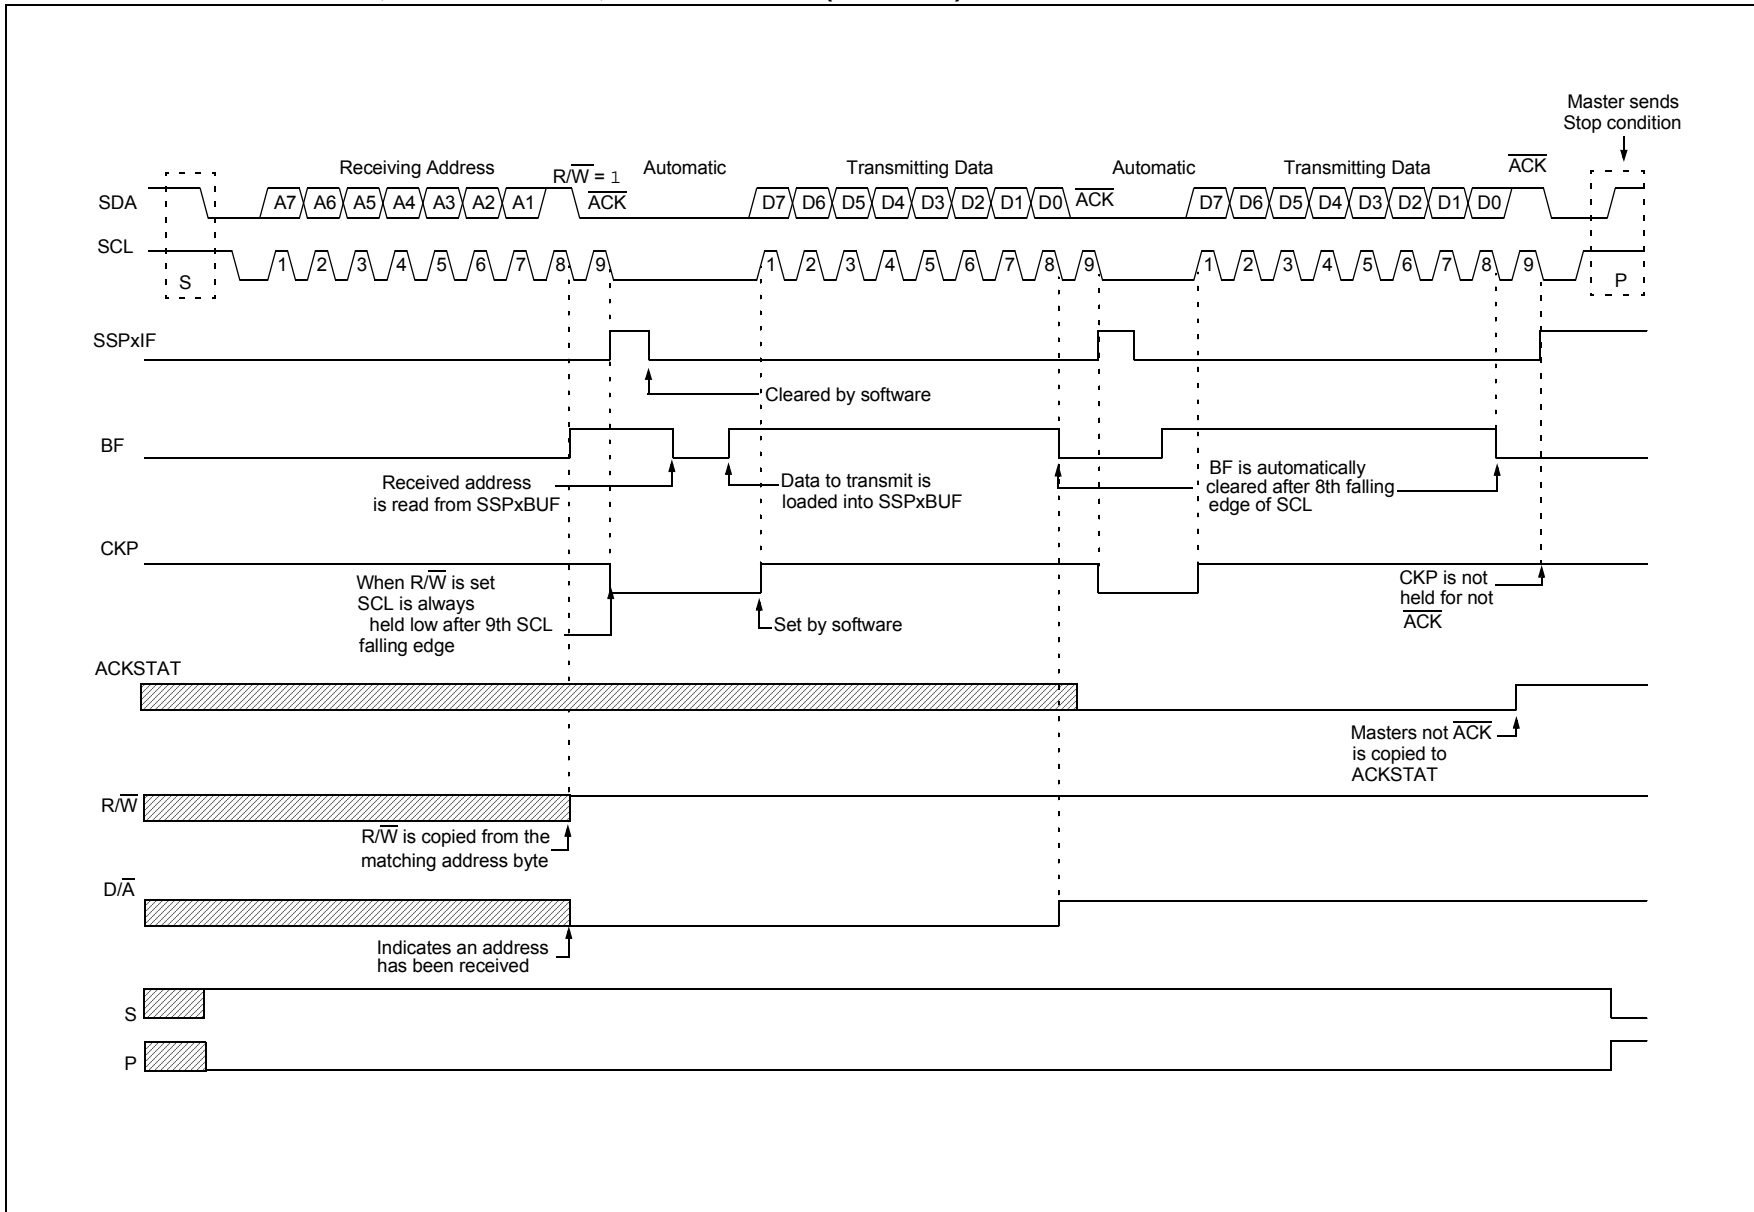 Master sends
Stop condition
Receiving Address
R/W̅ = 1
Automatic
Transmitting Data
Automatic
Transmitting Data
A̅C̅K̅
SDA
A7 A6 A5 A4 A3 A2 A1
A̅C̅K̅
D7 D6 D5 D4 D3 D2 D1 D0
A̅C̅K̅
D7 D6 D5 D4 D3 D2 D1 D0
SCL
S
1 2 3 4 5 6 7 8 9
1 2 3 4 5 6 7 8 9
1 2 3 4 5 6 7 8 9
P
SSPxIF
Cleared by software
BF
Received address
is read from SSPxBUF
Data to transmit is
loaded into SSPxBUF
BF is automatically
cleared after 8th falling
edge of SCL
CKP
When R/W̅ is set
SCL is always
held low after 9th SCL
falling edge
Set by software
CKP is not
held for not
A̅C̅K̅
ACKSTAT
Masters not A̅C̅K̅
is copied to
ACKSTAT
R/W̅
R/W̅ is copied from the
matching address byte
D/A̅
Indicates an address
has been received
S
P